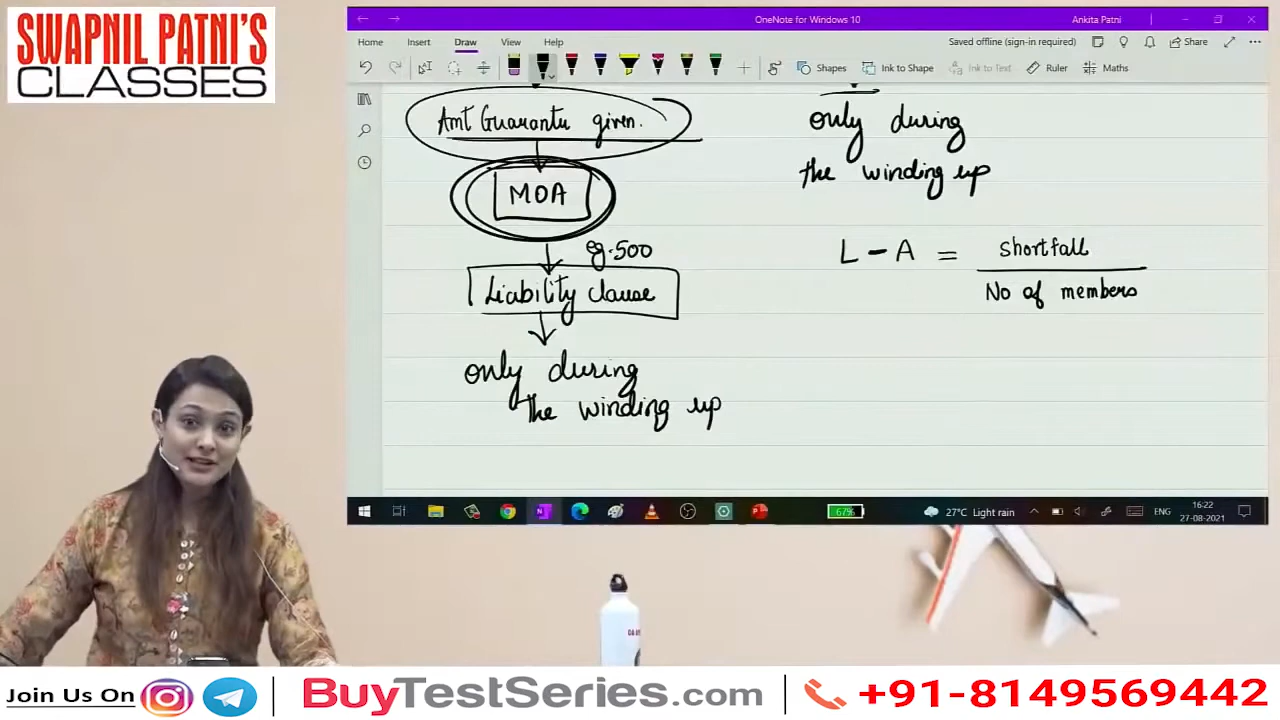 SWAPNIL PATNI'S
CLASSES
OneNote for Windows 10
Ankita Patni
Home Insert Draw View Help
Saved offline (sign-in required)
Share
Shapes
Ink to Shape
Ink to Text
Ruler
Maths
Amt Guarantee given.
MOA
eg.500
Liability clause
only during
the winding up
only during
the winding up
L - A = Shortfall
No of members
67%
27°C Light rain
ENG
16:22
27-08-2021
Join Us On
BuyTestSeries.com
+91-8149569442